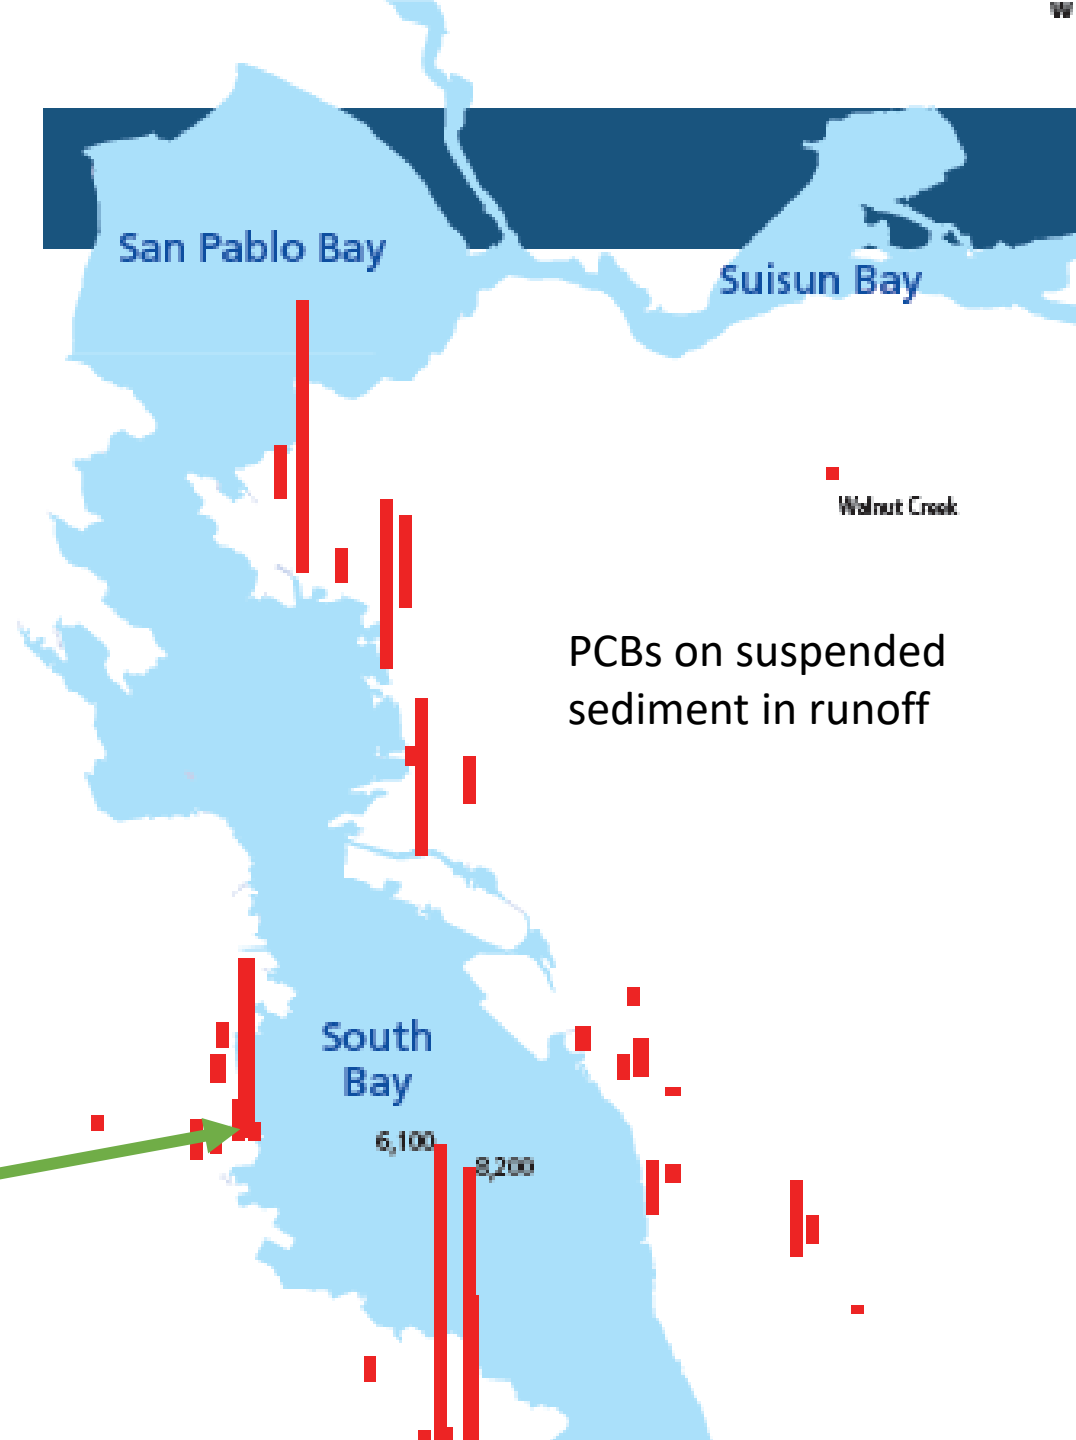 W
San Pablo Bay
Suisun Bay
Walnut Creek
PCBs on suspended
sediment in runoff
South
Bay
6,100
8,200